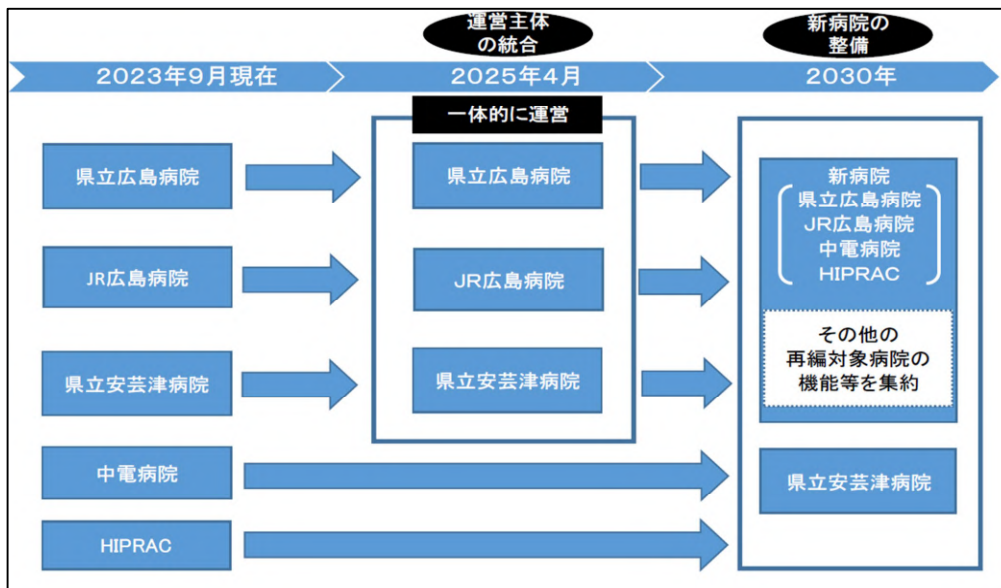 運営主体
の統合
新病院の
整備
2023年9月現在
2025年4月
2030年
一体的に運営
県立広島病院
県立広島病院
新病院
県立広島病院
JR広島病院
中電病院
HIPRAC
JR広島病院
JR広島病院
その他の
再編対象病院の
機能等を集約
県立安芸津病院
県立安芸津病院
中電病院
県立安芸津病院
HIPRAC